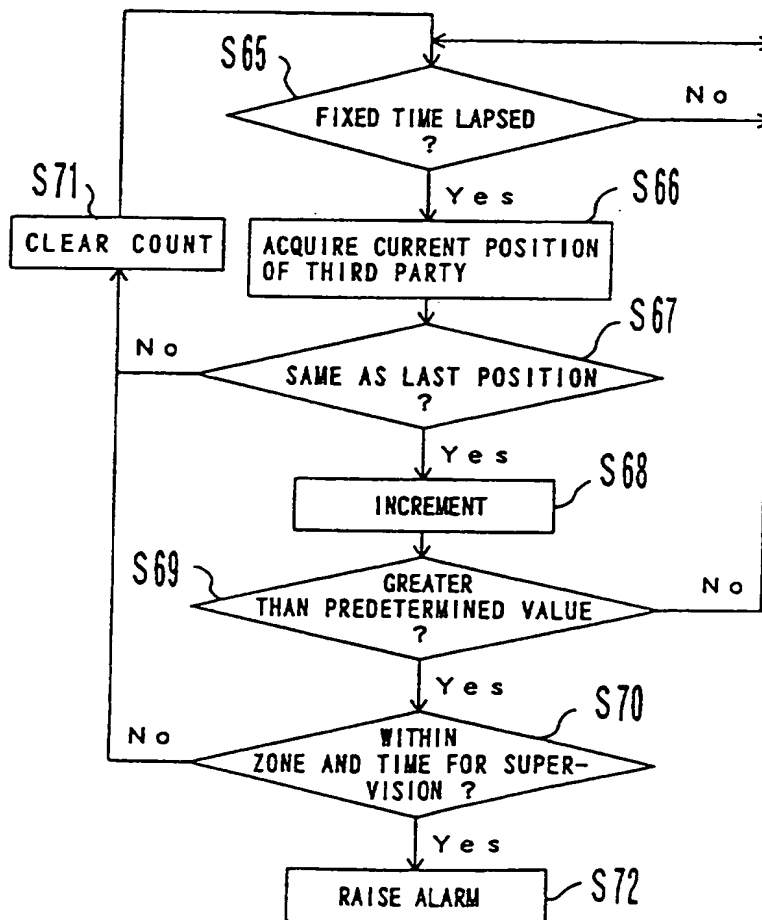 S65
FIXED TIME LAPSED
?
No
Yes
S66
S71
CLEAR COUNT
ACQUIRE CURRENT POSITION
OF THIRD PARTY
S67
No
SAME AS LAST POSITION
?
Yes
S68
INCREMENT
S69
GREATER
THAN PREDETERMINED VALUE
?
No
Yes
S70
No
WITHIN
ZONE AND TIME FOR SUPER-
VISION ?
Yes
S72
RAISE ALARM